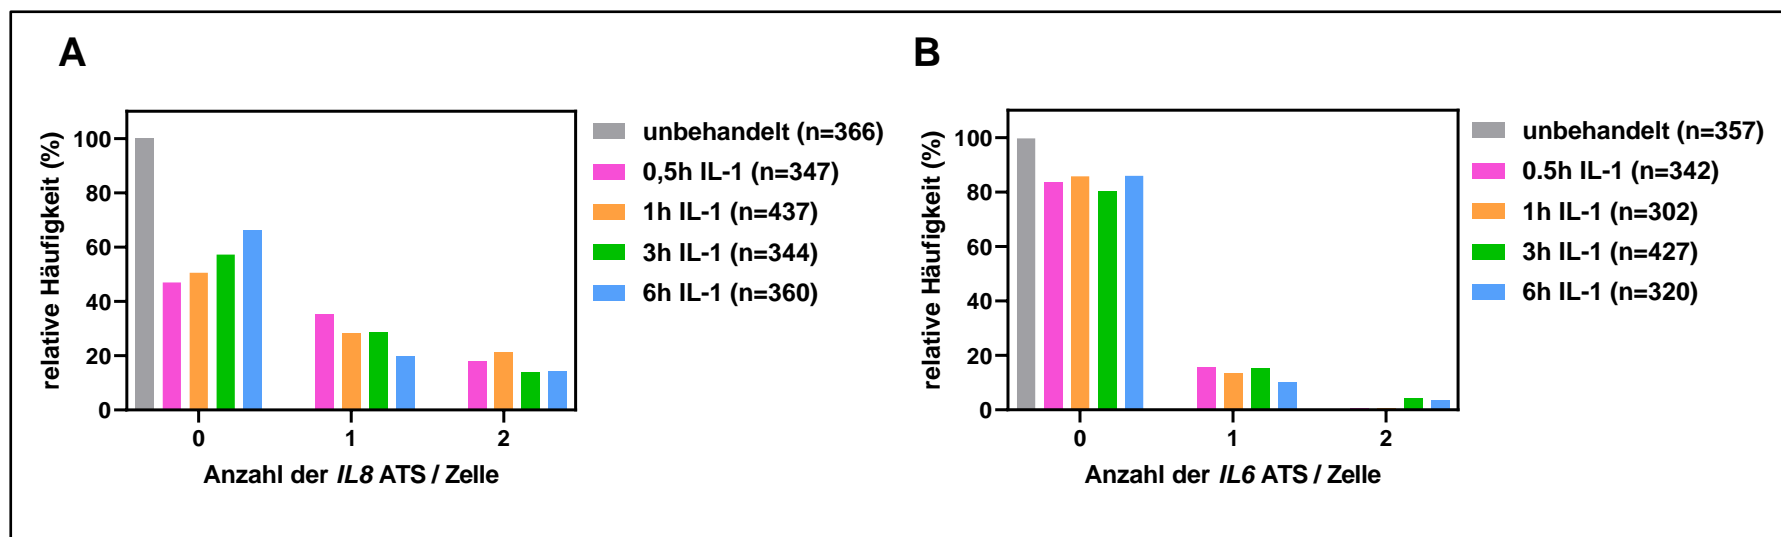 A
relative Häufigkeit (%)
100
80
60
40
20
0
0 1 2
Anzahl der IL8 ATS / Zelle
unbehandelt (n=366)
0,5h IL-1 (n=347)
1h IL-1 (n=437)
3h IL-1 (n=344)
6h IL-1 (n=360)
B
relative Häufigkeit (%)
100
80
60
40
20
0
0 1 2
Anzahl der IL6 ATS / Zelle
unbehandelt (n=357)
0.5h IL-1 (n=342)
1h IL-1 (n=302)
3h IL-1 (n=427)
6h IL-1 (n=320)